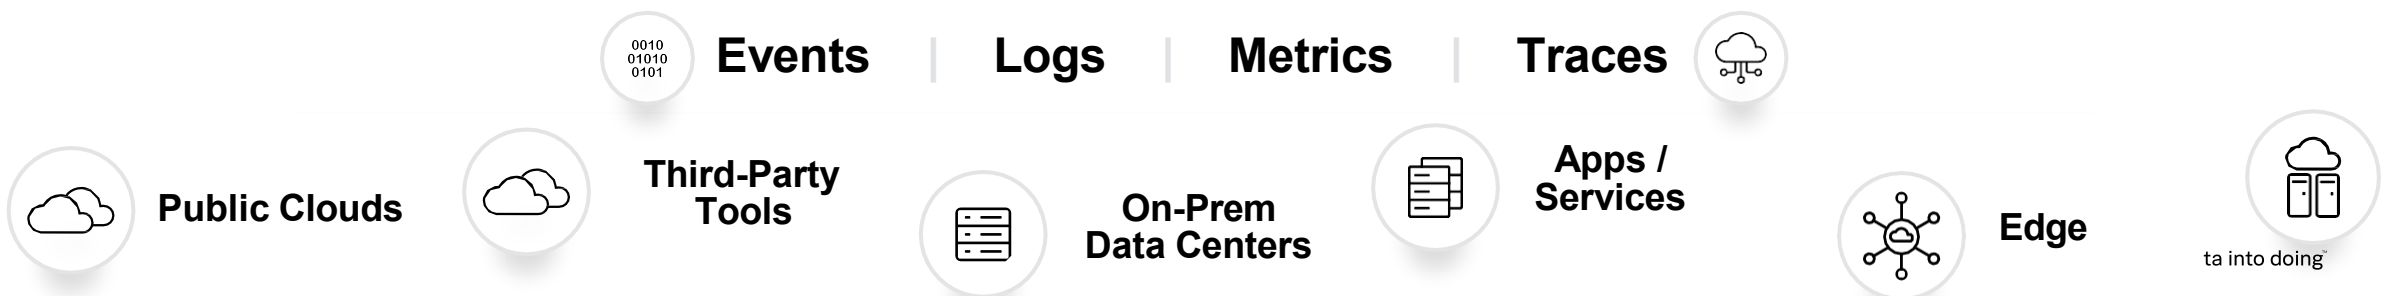 0010
01010
0101
Events | Logs | Metrics | Traces
Public Clouds
Third-Party
Tools
On-Prem
Data Centers
Apps /
Services
Edge
ta into doing™